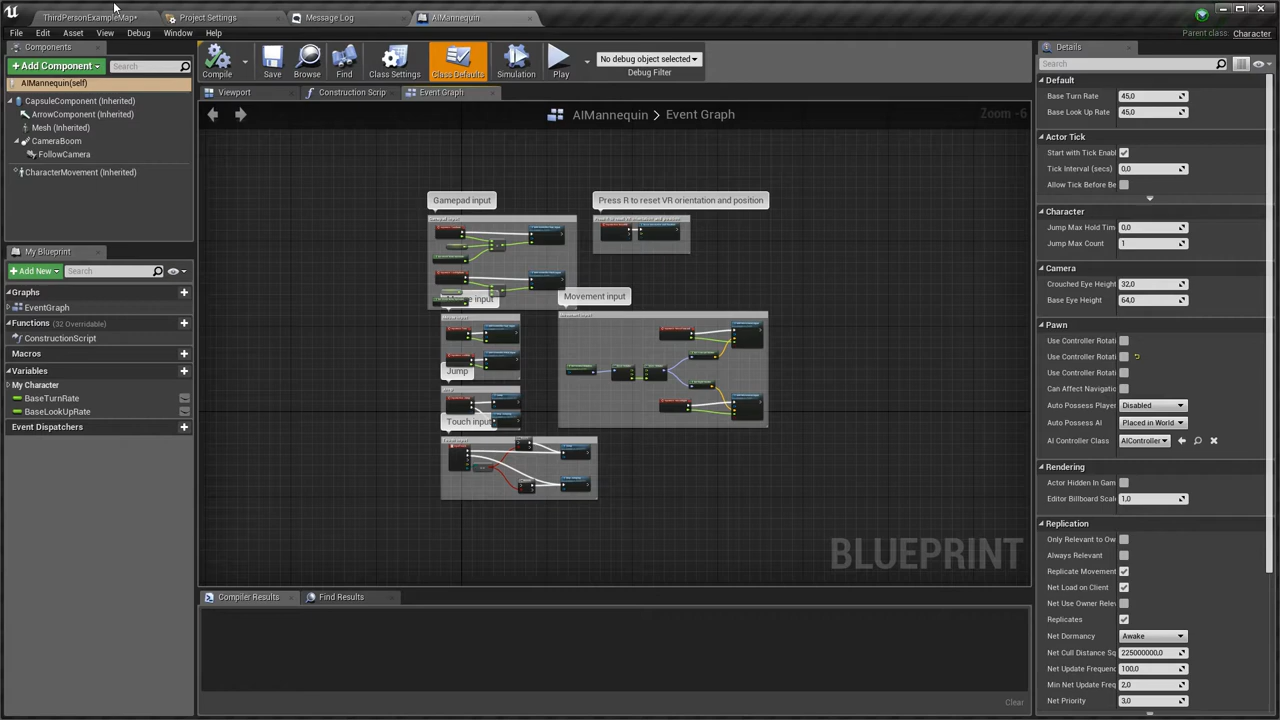 ThirdPersonExampleMap*
Project Settings
Message Log
AIMannequin
File
Edit
Asset
View
Debug
Window
Help
Parent class: Character
Components
Add Component
Search
AIMannequin(self)
CapsuleComponent (Inherited)
ArrowComponent (Inherited)
Mesh (Inherited)
CameraBoom
FollowCamera
CharacterMovement (Inherited)
My Blueprint
Add New
Search
Graphs
EventGraph
Functions (32 Overridable)
ConstructionScript
Macros
Variables
My Character
BaseTurnRate
BaseLookUpRate
Event Dispatchers
Compile
Save
Browse
Find
Class Settings
Class Defaults
Simulation
Play
No debug object selected
Debug Filter
Viewport
Construction Scrip
Event Graph
AIMannequin > Event Graph
Zoom -6
Gamepad input
Press R to reset VR orientation and position
input
Movement input
Jump
Touch input
BLUEPRINT
Compiler Results
Find Results
Clear
Details
Search
Default
Base Turn Rate 45,0
Base Look Up Rate 45,0
Actor Tick
Start with Tick Enabl
Tick Interval (secs) 0,0
Allow Tick Before Be
Character
Jump Max Hold Time 0,0
Jump Max Count 1
Camera
Crouched Eye Height 32,0
Base Eye Height 64,0
Pawn
Use Controller Rotati
Use Controller Rotati
Use Controller Rotati
Can Affect Navigatio
Auto Possess Player Disabled
Auto Possess AI Placed in World
AI Controller Class AIController
Rendering
Actor Hidden In Gam
Editor Billboard Scale 1,0
Replication
Only Relevant to Ow
Always Relevant
Replicate Movement
Net Load on Client
Net Use Owner Relev
Replicates
Net Dormancy Awake
Net Cull Distance Sq 225000000,0
Net Update Frequenc 100,0
Min Net Update Freq 2,0
Net Priority 3,0